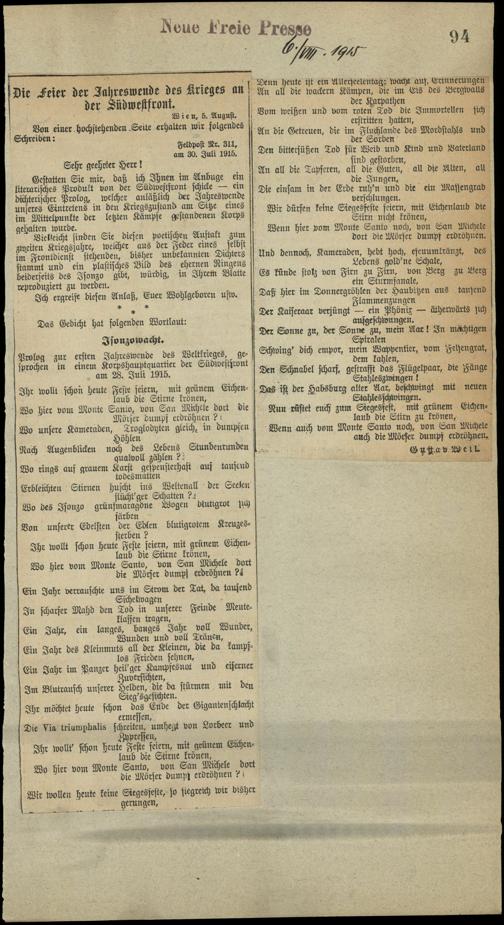 Neue Freie Presse
6./VIII. 1915
94
Die Feier der Jahreswende des Krieges an
der Südwestfront.
Wien, 5. August.
Von einer hochstehenden Seite erhalten wir folgendes
Schreiben:
Feldpost Nr. 311,
am 30. Juli 1915.
Sehr geehrter Herr!
Gestatten Sie mir, daß ich Ihnen im Anbuge ein
literarisches Produkt von der Südwestfront schicke — ein
dichterischer Prolog, welcher anläßlich der Jahreswende
unseres Eintretens in den Kriegszustand am Sitze eines
im Mittelpunkte der letzten Kämpfe gestandenen Korps
gehalten wurde.
Vielleicht finden Sie diesen poetischen Auftakt zum
zweiten Kriegsjahre, welcher aus der Feder eines selbst
im Frontdienst stehenden, bisher unbekannten Dichters
stammt und ein plastisches Bild des ehernen Ringens
beiderseits des Isonzo gibt, würdig, in Ihrem Blatte
reproduziert zu werden.
Ich ergreife diesen Anlaß, Euer Wohlgeboren usw.
* * *
Das Gedicht hat folgenden Wortlaut:
Isonzowacht.
Prolog zur ersten Jahreswende des Weltkrieges, ge-
sprochen in einem Korpshauptquartier der Südwestfront
am 28. Juli 1915.
Ihr wollt schon heute Feste feiern, mit grünem Eichen-
laub die Stirne krönen,
Wo hier vom Monte Santo, von San Michele dort die
Mörser dumpf erdröhnen?
Wo unsre Kameraden, Troglodyten gleich, in dumpfen
Höhlen
Nach Augenblicken noch des Lebens Stundenrunden
qualvoll zählen?
Wo rings auf grauem Karst gespensterhaft auf tausend
todesmatten
Erbleichten Stirnen huscht ins Weltenall der Seelen
flücht'ger Schatten?
Wo des Isonzo grünsmaragdne Wogen blutigrot sich
färben
Von unserer Edelsten der Edlen blutigrotem Kreuzes-
sterben?
Ihr wollt schon heute Feste feiern, mit grünem Eichen-
laub die Stirne krönen,
Wo hier vom Monte Santo, von San Michele dort
die Mörser dumpf erdröhnen?
Ein Jahr verrauschte uns im Strom der Tat, da tausend
Sichelwagen
In scharfer Mahd den Tod in unserer Feinde Meute-
klaffen tragen,
Ein Jahr, ein langes, banges Jahr voll Wunder,
Wunden und voll Tränen,
Ein Jahr des Kleinmuts all der Kleinen, die da kampf-
los Frieden sehnen,
Ein Jahr im Panzer heil'ger Kampfesnot und eiserner
Zuversichten,
Im Blutrausch unserer Helden, die da stürmen mit den
Sieg'sgesichten.
Ihr möchtet heute schon das Ende der Gigantenschlacht
ermessen,
Die Via triumphalis schreiten, umhegt von Lorbeer und
Zypressen,
Ihr wollt' schon heute Feste feiern, mit grünem Eichen-
laub die Stirne krönen,
Wo hier vom Monte Santo, von San Michele dort
die Mörser dumpf erdröhnen?
Wir wollen heute keine Siegesfeste, so siegreich wir bisher
gerungen,
Denn heute ist ein Allerseelentag; wacht auf, Erinnerungen
An all die wackern Kämpen, die im Eis des Bergwalls
der Karpathen
Vom weißen und vom roten Tod die Immortellen sich
erstritten hatten,
An die Getreuen, die im Fluchlande des Mordstahls und
der Horden
Den bittersüßen Tod für Weib und Kind und Vaterland
sind gestorben,
An all die Tapferen, all die Guten, all die Alten, all
die Jungen,
Die einsam in der Erde ruh'n und die ein Massengrab
verschlungen.
Wir dürfen keine Siegesfeste feiern, mit Eichenlaub die
Stirn nicht krönen,
Wenn hier vom Monte Santo noch, von San Michele
dort die Mörser dumpf erdröhnen.
Und dennoch, Kameraden, hebt hoch, efeuumkränzt, des
Lebens gold'ne Schale,
Es künde stolz von Firn zu Firn, von Berg zu Berg
ein Sturmsignale,
Daß hier im Donnergröhlen der Haubitzen aus tausend
Flammenzungen
Der Kaiseraar verjüngt — ein Phönix — ätherwärts sich
aufgeschwungen.
Der Sonne zu, der Sonne zu, mein Aar! In mächtigen
Spiralen
Schwing' dich empor, mein Wappentier, vom Felsengrat,
dem kahlen,
Den Schnabel scharf, gestrafft das Flügelpaar, die Fänge
Stahleszwingen!
Das ist der Habsburg alter Aar, beschwingt mit neuen
Stahlesschwingen.
Nun rüstet euch zum Siegesfest, mit grünem Eichen-
laub die Stirn zu krönen,
Wenn auch vom Monte Santo noch, von San Michele
auch die Mörser dumpf erdröhnen.
Gustav Weil.